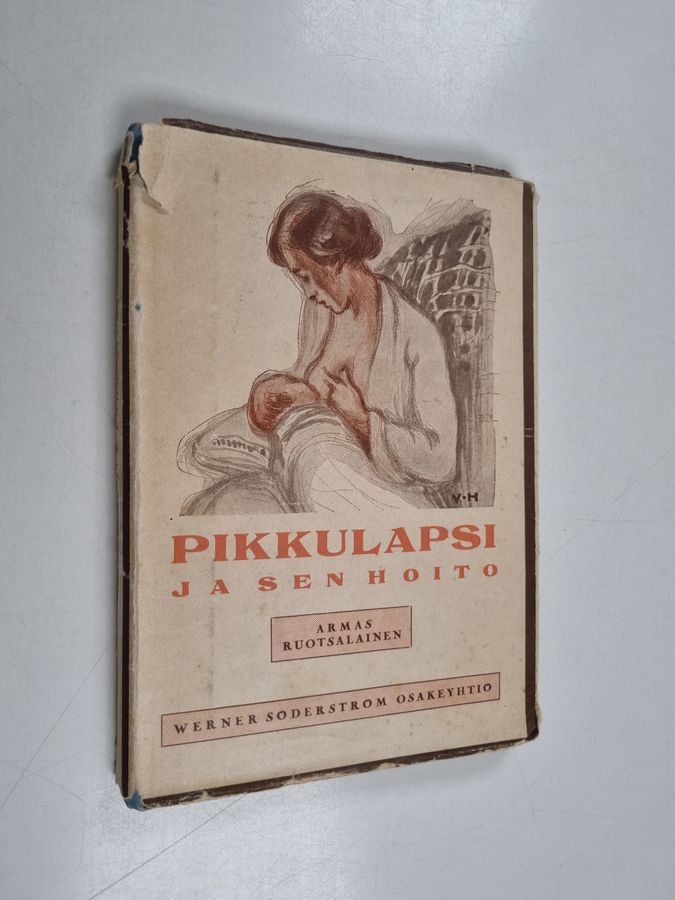 V·H
PIKKULAPSI
JA SEN HOITO
ARMAS
RUOTSALAINEN
WERNER SÖDERSTRÖM OSAKEYHTIÖ